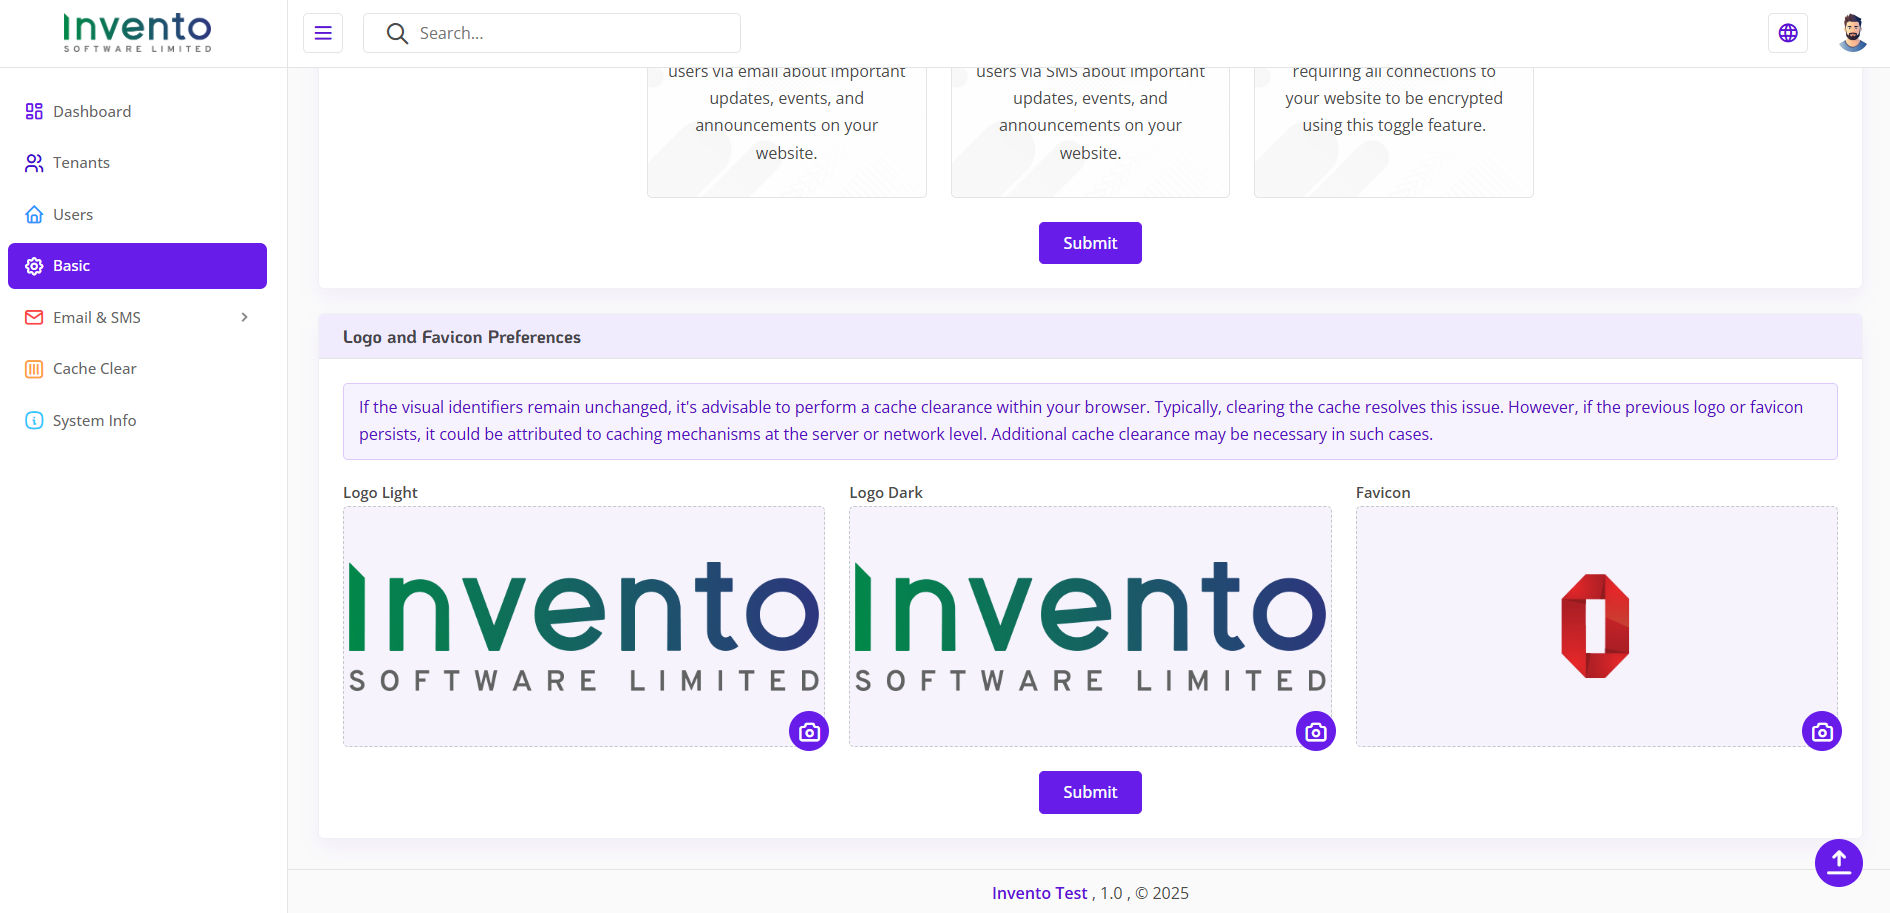 Invento
SOFTWARE LIMITED
Search...
Dashboard
Tenants
Users
Basic
Email & SMS
Cache Clear
System Info
users via email about important
updates, events, and
announcements on your
website.
users via SMS about important
updates, events, and
announcements on your
website.
requiring all connections to
your website to be encrypted
using this toggle feature.
Submit
Logo and Favicon Preferences
If the visual identifiers remain unchanged, it's advisable to perform a cache clearance within your browser. Typically, clearing the cache resolves this issue. However, if the previous logo or favicon
persists, it could be attributed to caching mechanisms at the server or network level. Additional cache clearance may be necessary in such cases.
Logo Light
Invento
SOFTWARE LIMITED
Logo Dark
Invento
SOFTWARE LIMITED
Favicon
Submit
Invento Test , 1.0 , © 2025